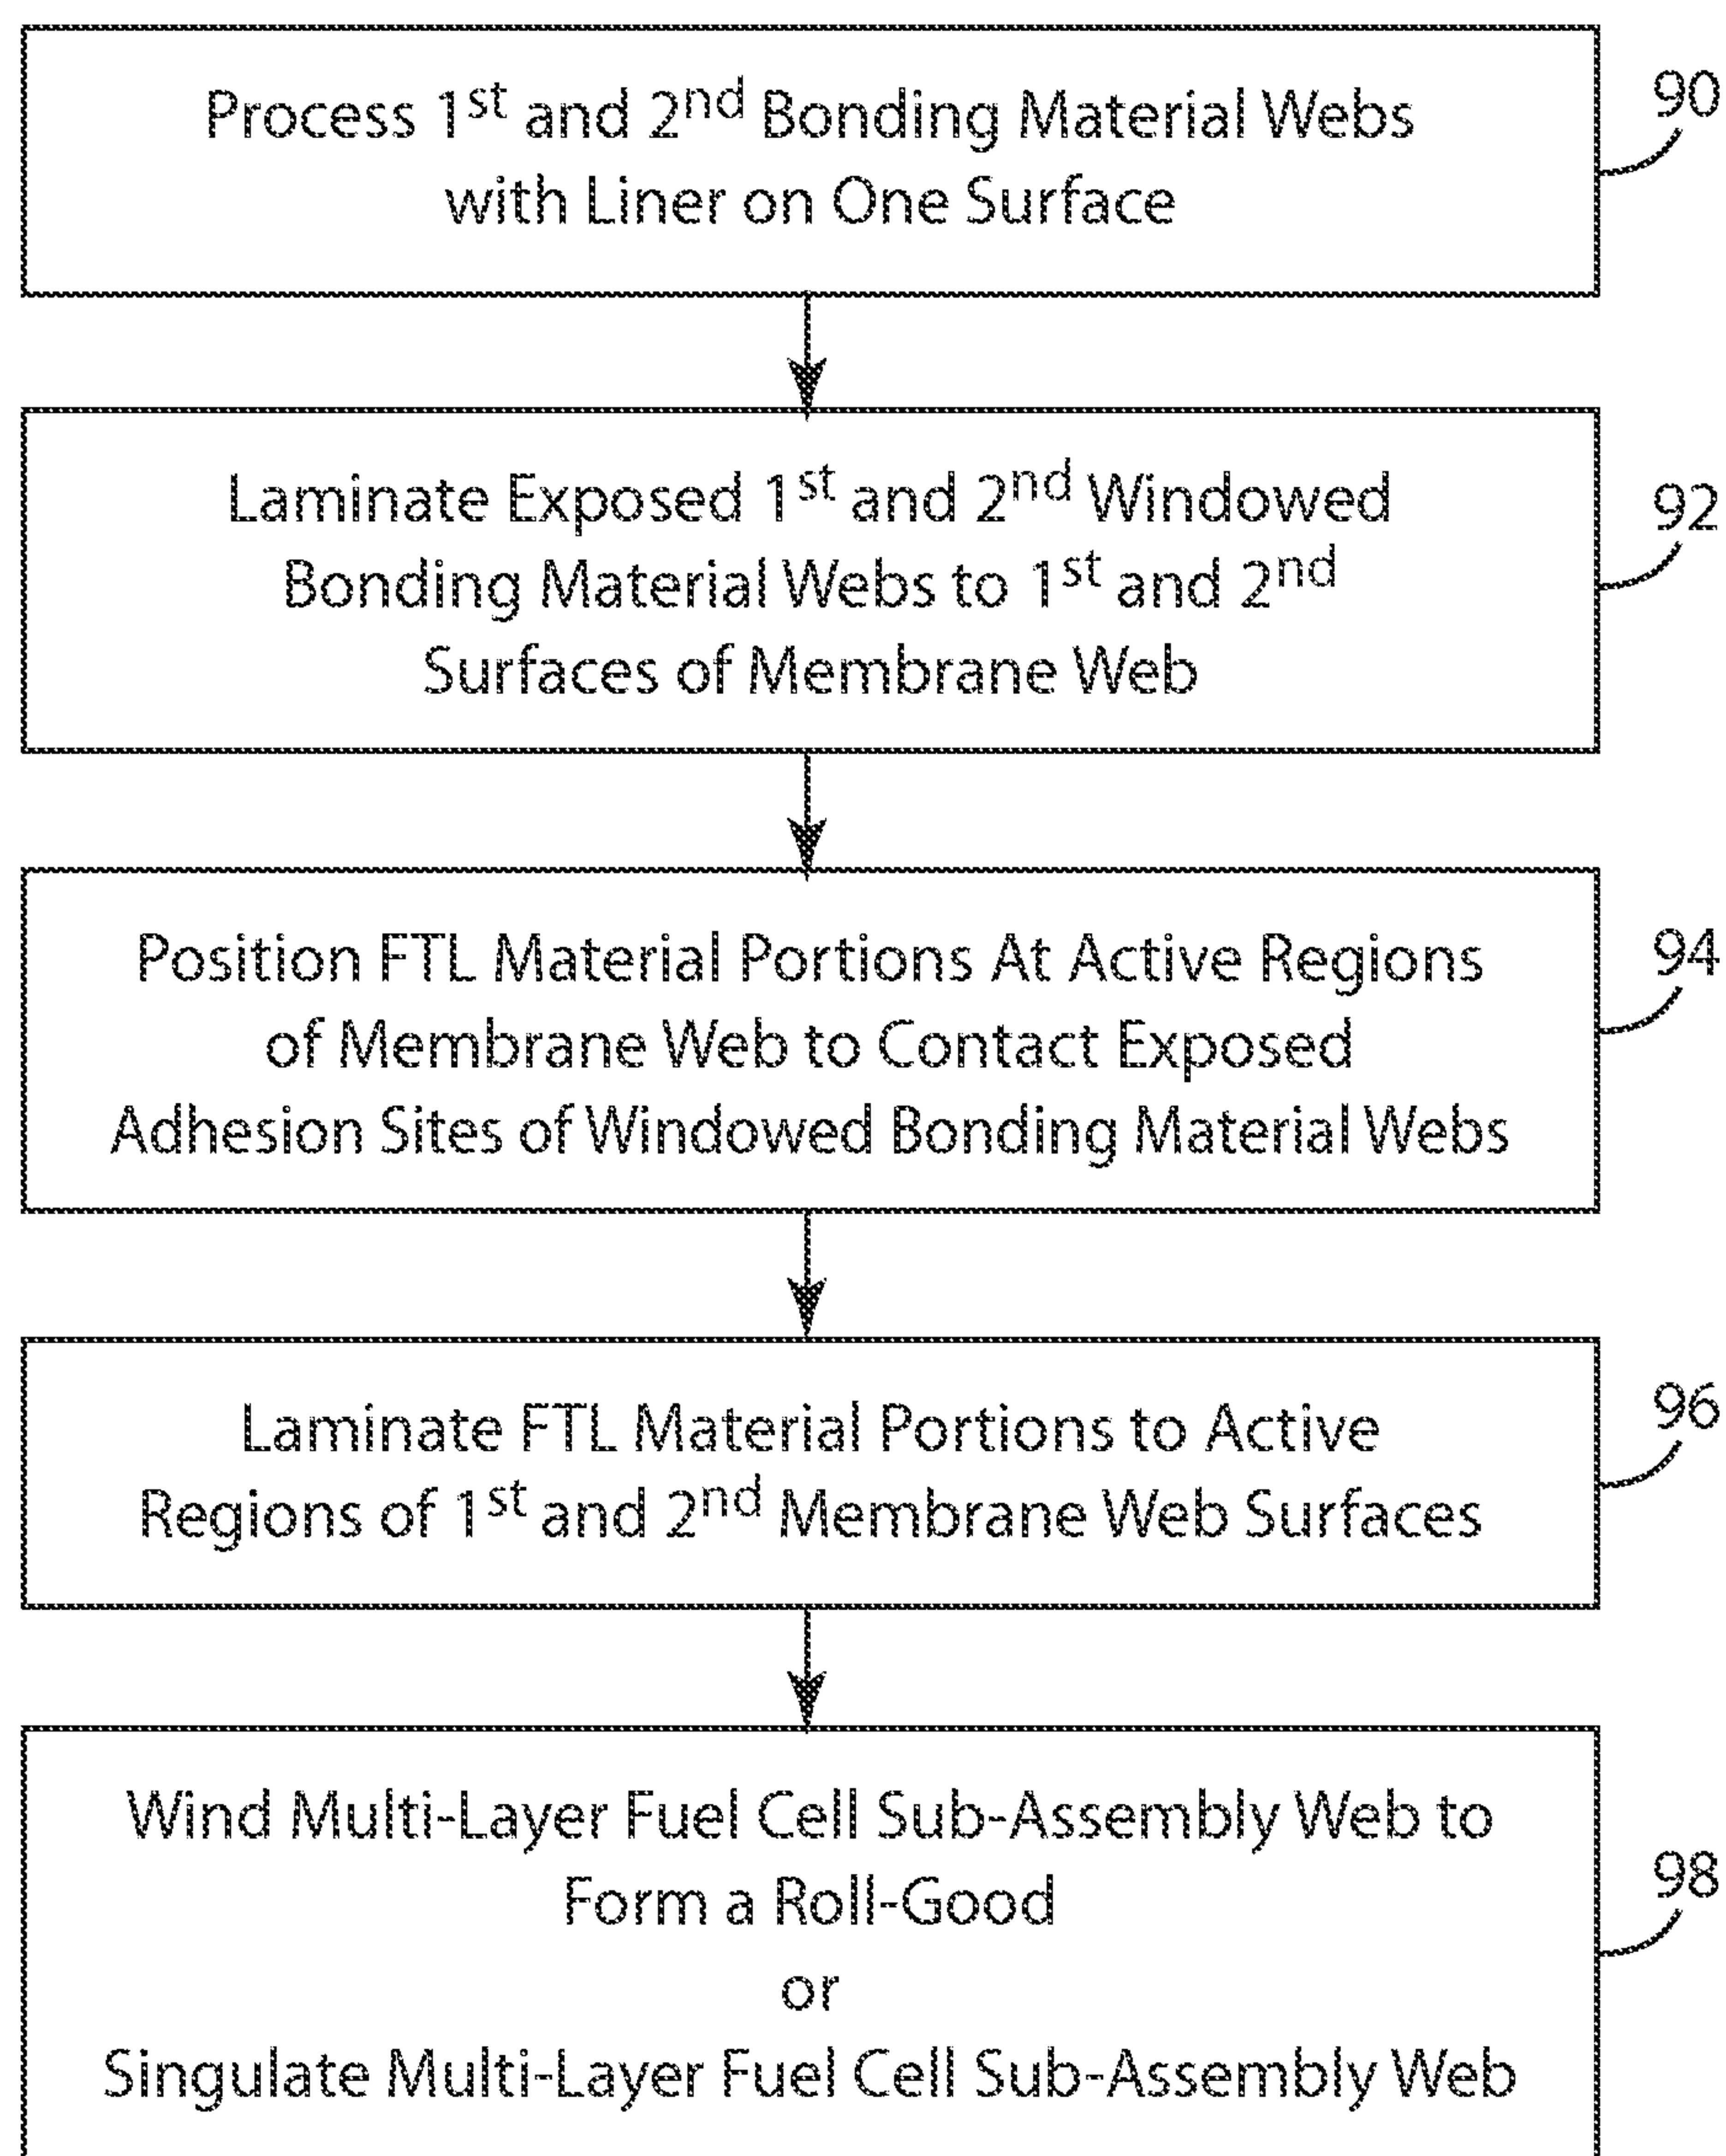 Process 1st and 2nd Bonding Material Webs
with Liner on One Surface
90
Laminate Exposed 1st and 2nd Windowed
Bonding Material Webs to 1st and 2nd
Surfaces of Membrane Web
92
Position FTL Material Portions At Active Regions
of Membrane Web to Contact Exposed
Adhesion Sites of Windowed Bonding Material Webs
94
Laminate FTL Material Portions to Active
Regions of 1st and 2nd Membrane Web Surfaces
96
Wind Multi-Layer Fuel Cell Sub-Assembly Web to
Form a Roll-Good
or
Singulate Multi-Layer Fuel Cell Sub-Assembly Web
98